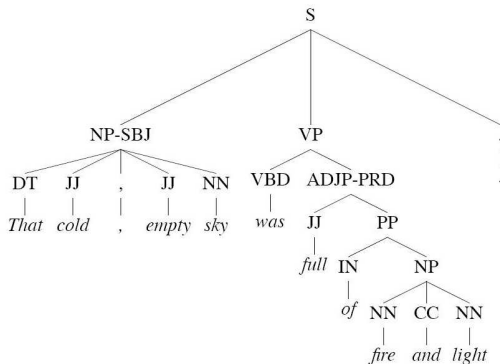 S
NP-SBJ VP
DT JJ , JJ NN VBD ADJP-PRD
That cold , empty sky was JJ PP
full IN NP
of NN CC NN
fire and light